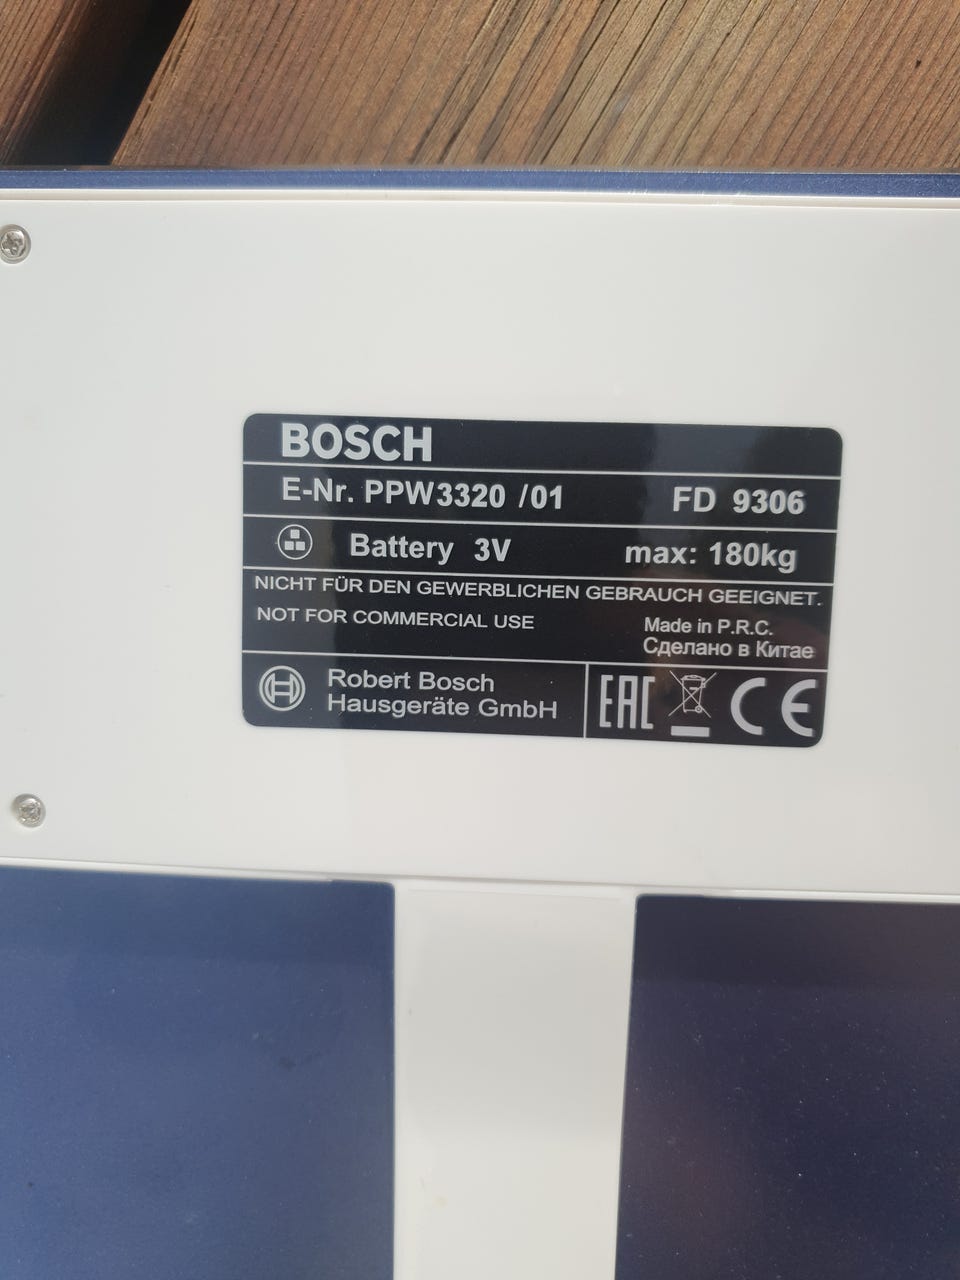 BOSCH
E-Nr. PPW3320 /01 FD 9306
Battery 3V max: 180kg
NICHT FÜR DEN GEWERBLICHEN GEBRAUCH GEEIGNET.
NOT FOR COMMERCIAL USE
Made in P.R.C.
Сделано в Китае
Robert Bosch
Hausgeräte GmbH
EAC CE